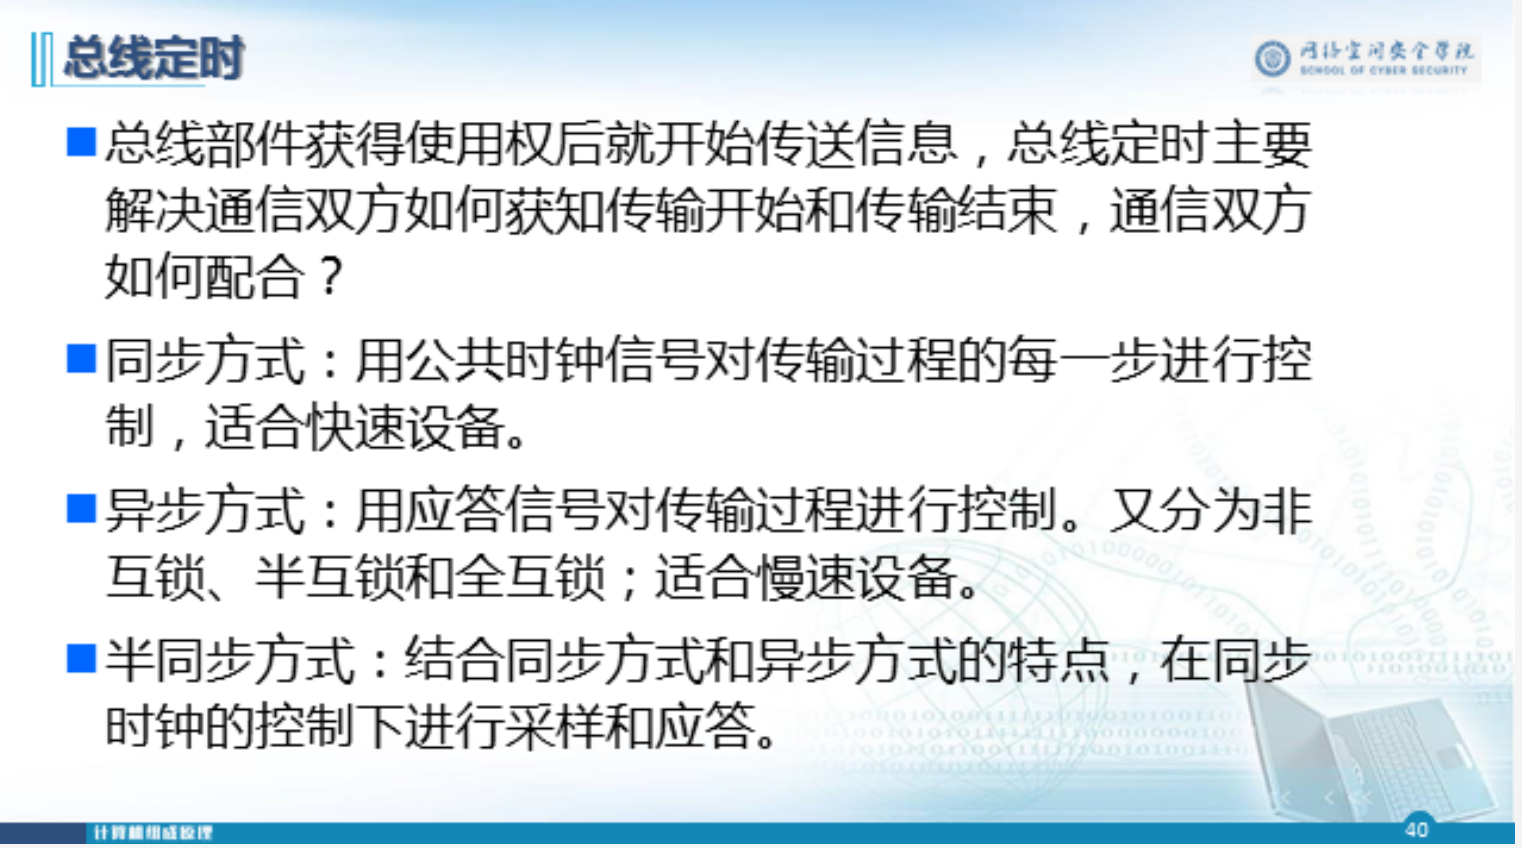 总线定时
网络空间安全学院
SCHOOL OF CYBER SECURITY
总线部件获得使用权后就开始传送信息，总线定时主要
解决通信双方如何获知传输开始和传输结束，通信双方
如何配合？
同步方式：用公共时钟信号对传输过程的每一步进行控
制，适合快速设备。
异步方式：用应答信号对传输过程进行控制。又分为非
互锁、半互锁和全互锁；适合慢速设备。
半同步方式：结合同步方式和异步方式的特点，在同步
时钟的控制下进行采样和应答。
计算机组成原理
40